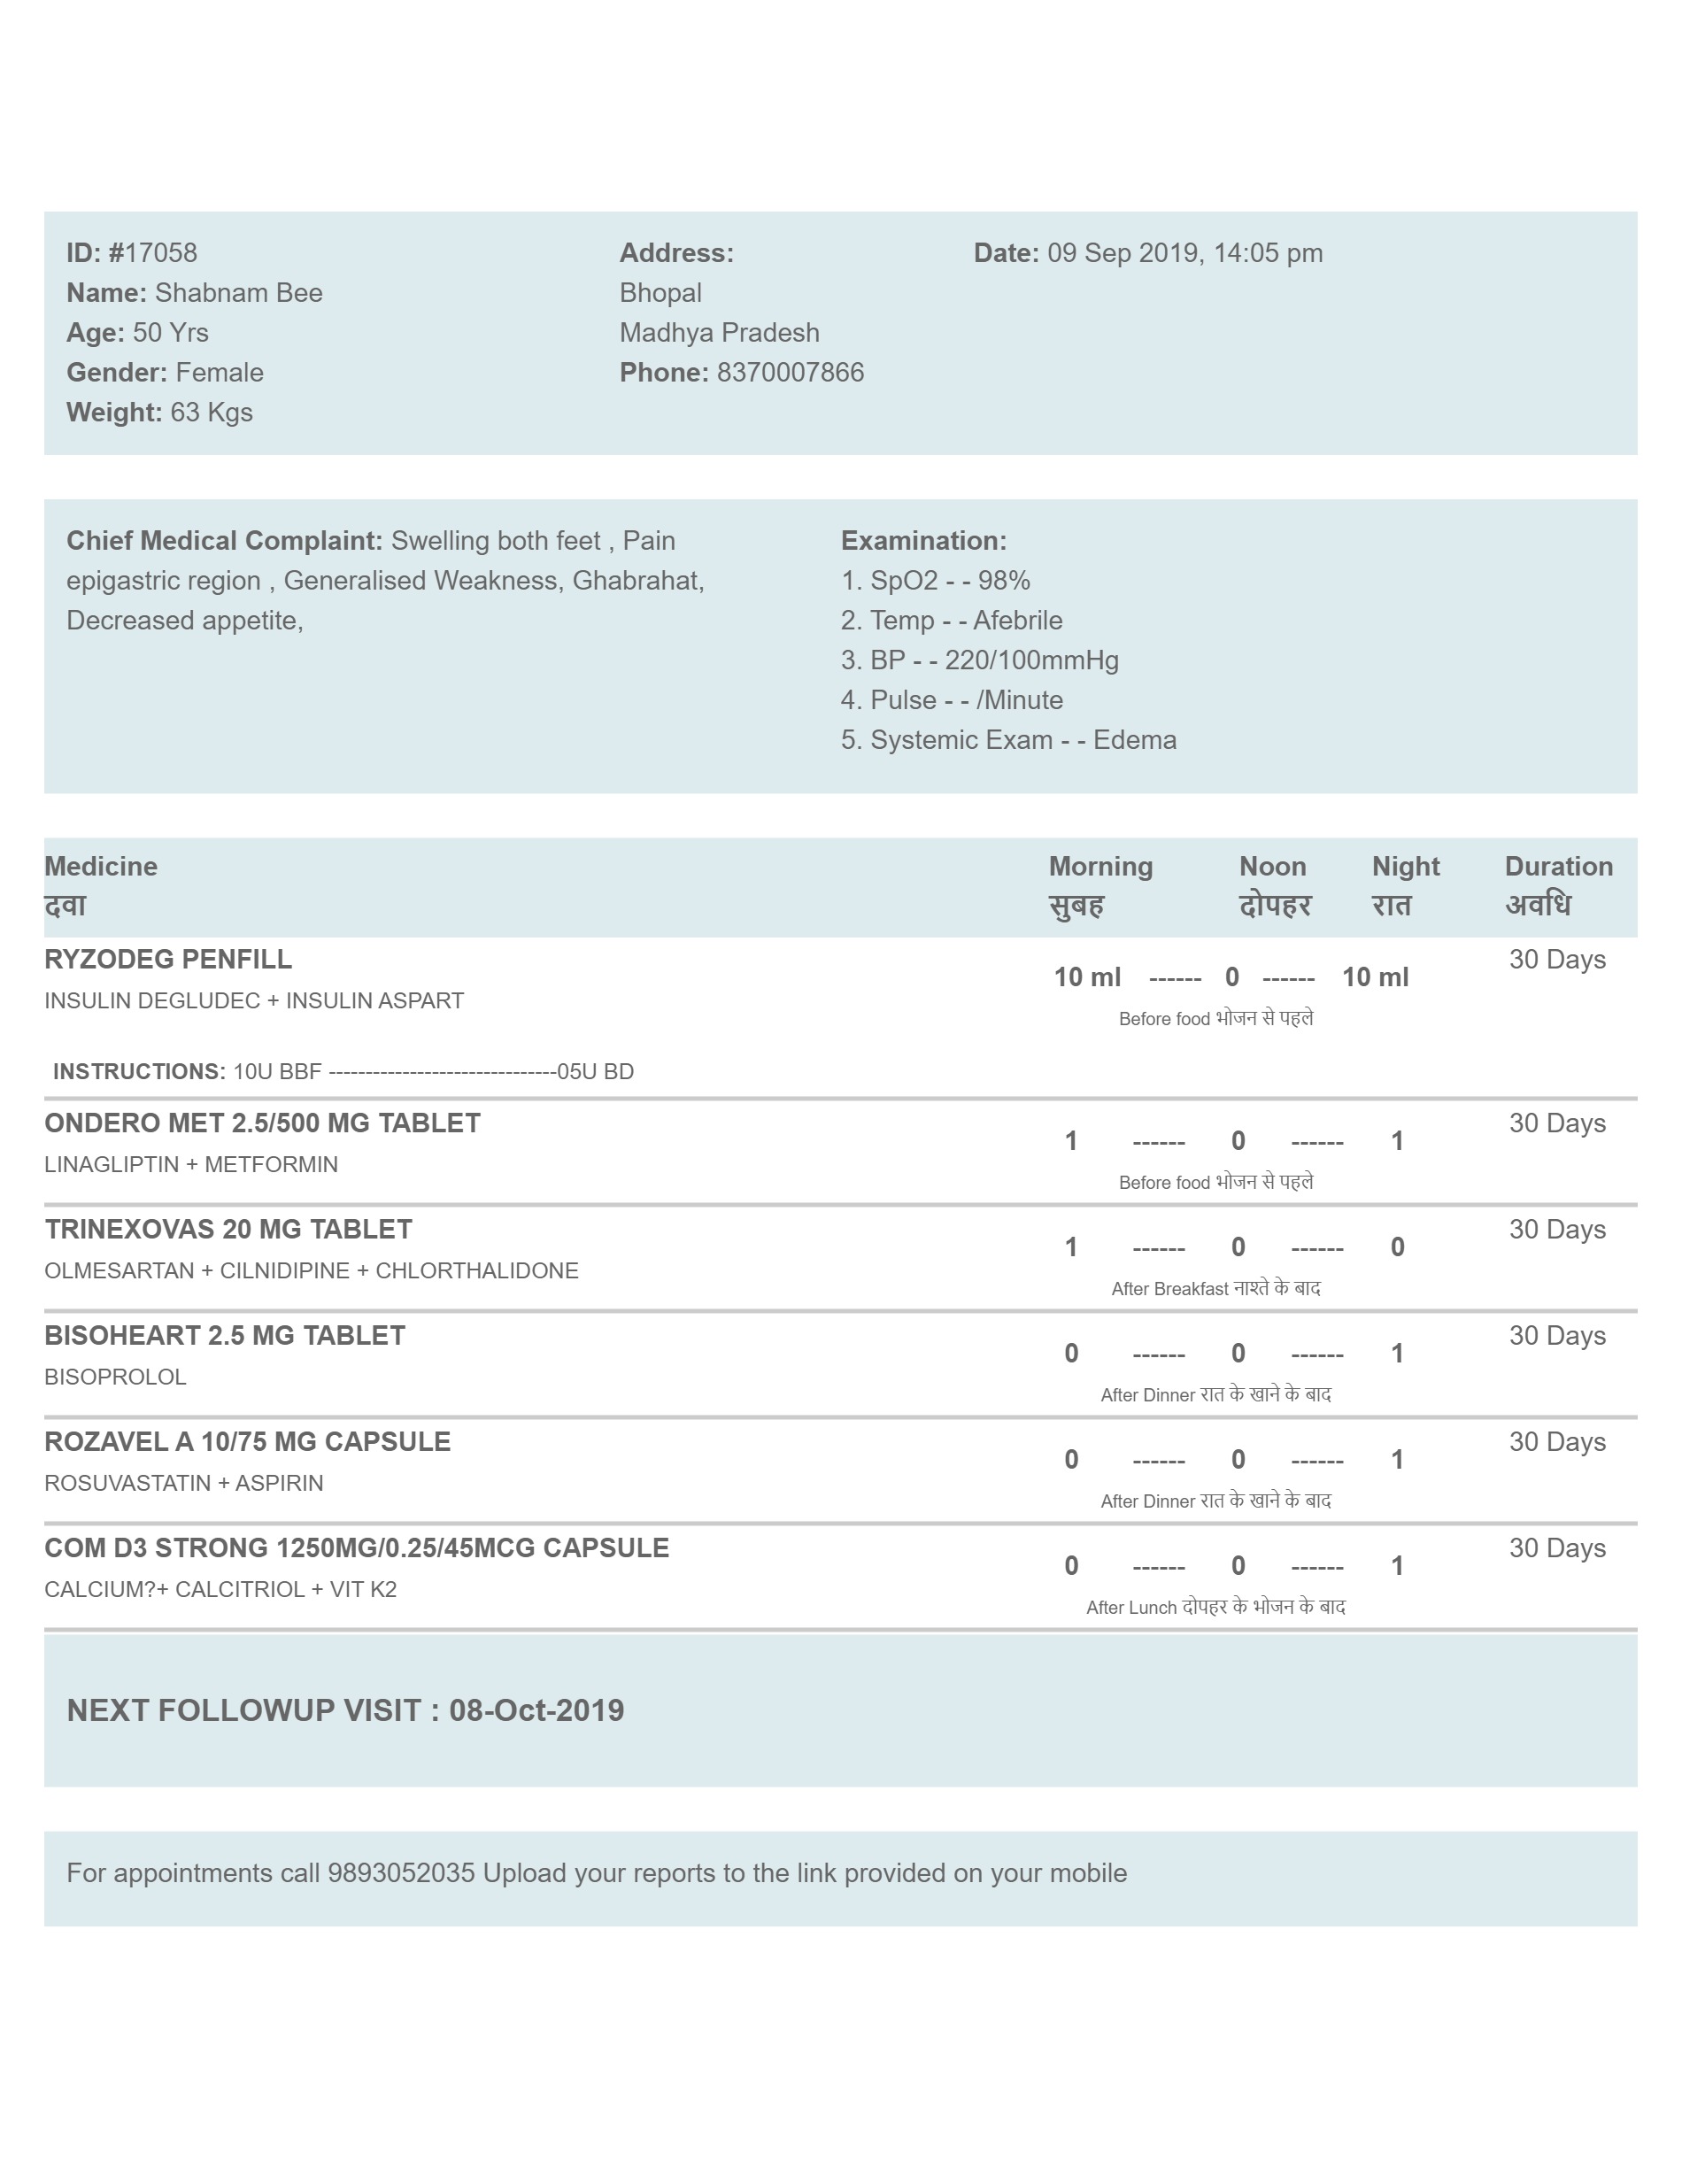 ID: #17058
Name: Shabnam Bee
Age: 50 Yrs
Gender: Female
Weight: 63 Kgs
Address:
Bhopal
Madhya Pradesh
Phone: 8370007866
Date: 09 Sep 2019, 14:05 pm
Chief Medical Complaint: Swelling both feet , Pain
epigastric region , Generalised Weakness, Ghabrahat,
Decreased appetite,
Examination:
1. SpO2 - - 98%
2. Temp - - Afebrile
3. BP - - 220/100mmHg
4. Pulse - - /Minute
5. Systemic Exam - - Edema
Medicine Morning Noon Night Duration
दवा सुबह दोपहर रात अवधि
RYZODEG PENFILL 30 Days
10 ml ------ 0 ------ 10 ml
INSULIN DEGLUDEC + INSULIN ASPART
Before food भोजन से पहले
INSTRUCTIONS: 10U BBF -------------------------------05U BD
ONDERO MET 2.5/500 MG TABLET 30 Days
1 ------ 0 ------ 1
LINAGLIPTIN + METFORMIN
Before food भोजन से पहले
TRINEXOVAS 20 MG TABLET 30 Days
1 ------ 0 ------ 0
OLMESARTAN + CILNIDIPINE + CHLORTHALIDONE
After Breakfast नाश्ते के बाद
BISOHEART 2.5 MG TABLET 30 Days
0 ------ 0 ------ 1
BISOPROLOL
After Dinner रात के खाने के बाद
ROZAVEL A 10/75 MG CAPSULE 30 Days
0 ------ 0 ------ 1
ROSUVASTATIN + ASPIRIN
After Dinner रात के खाने के बाद
COM D3 STRONG 1250MG/0.25/45MCG CAPSULE 30 Days
0 ------ 0 ------ 1
CALCIUM?+ CALCITRIOL + VIT K2
After Lunch दोपहर के भोजन के बाद
NEXT FOLLOWUP VISIT : 08-Oct-2019
For appointments call 9893052035 Upload your reports to the link provided on your mobile